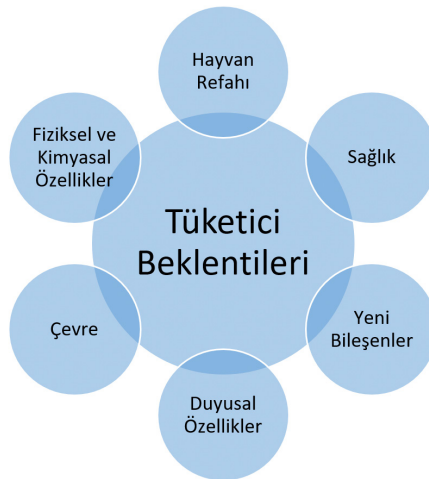 Hayvan
Refahı
Fiziksel ve
Kimyasal
Özellikler
Sağlık
Tüketici
Beklentileri
Çevre
Yeni
Bileşenler
Duyusal
Özellikler